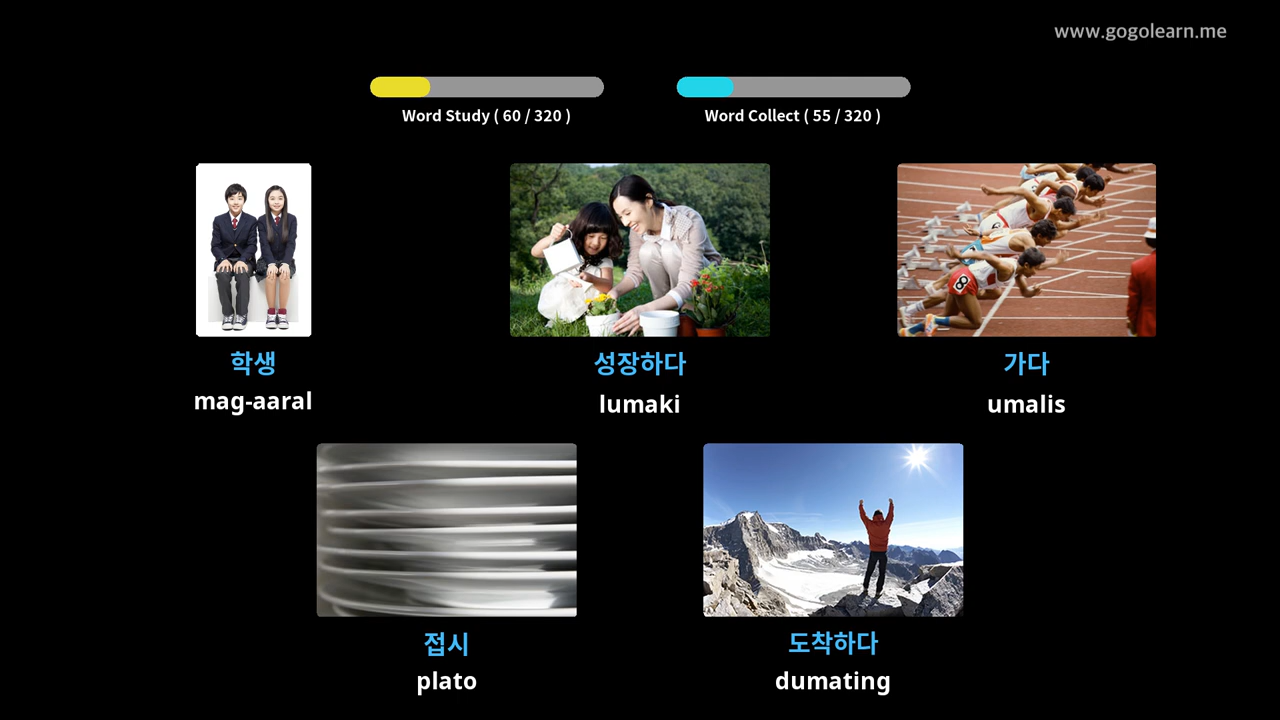 www.gogolearn.me
Word Study ( 60 / 320 )
Word Collect ( 55 / 320 )
학생
mag-aaral
성장하다
lumaki
가다
umalis
접시
plato
도착하다
dumating